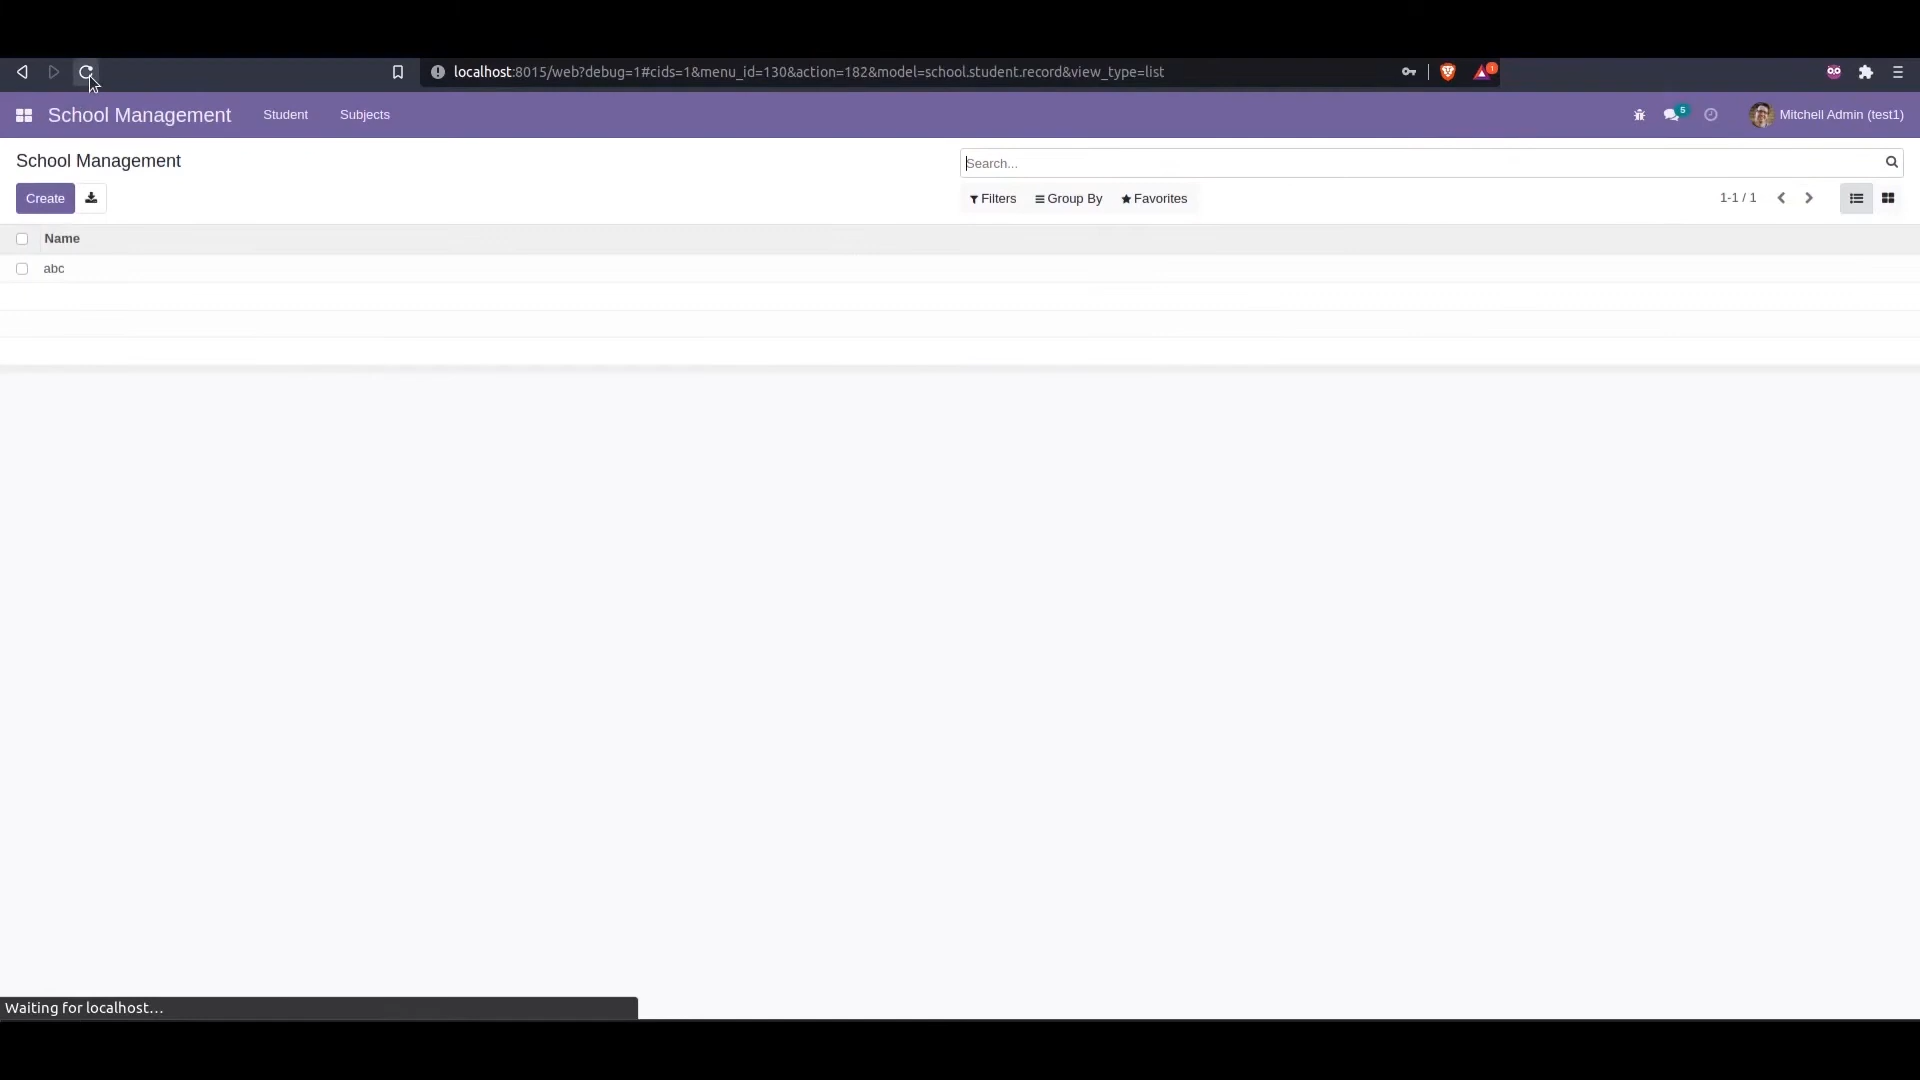 localhost:8015/web?debug=1#cids=1&menu_id=130&action=182&model=school.student.record&view_type=list
1
School Management
Student
Subjects
5
Mitchell Admin (test1)
School Management
Search...
Create
Filters
Group By
Favorites
1-1 / 1
Name
abc
Waiting for localhost...